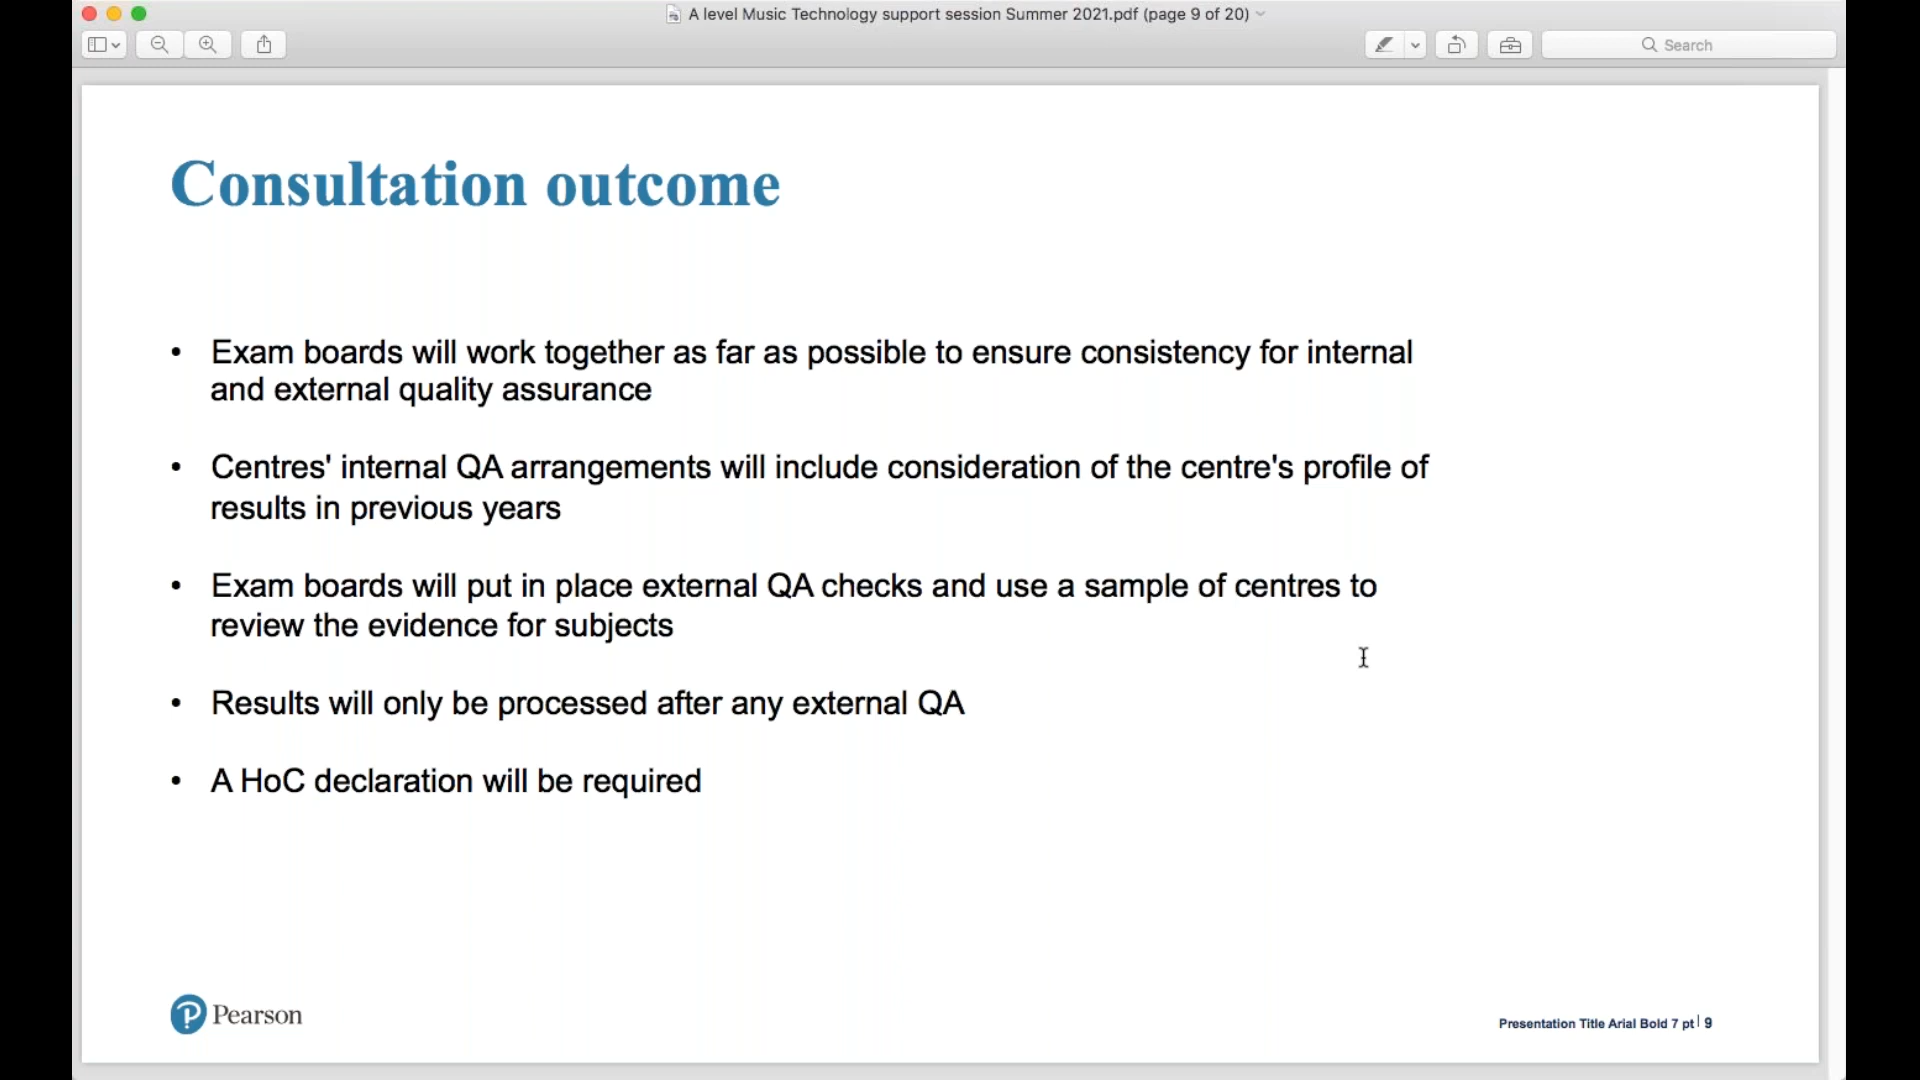 A level Music Technology support session Summer 2021.pdf (page 9 of 20)
Search
Consultation outcome
• Exam boards will work together as far as possible to ensure consistency for internal
and external quality assurance
• Centres' internal QA arrangements will include consideration of the centre's profile of
results in previous years
• Exam boards will put in place external QA checks and use a sample of centres to
review the evidence for subjects
• Results will only be processed after any external QA
• A HoC declaration will be required
Pearson
Presentation Title Arial Bold 7 pt | 9